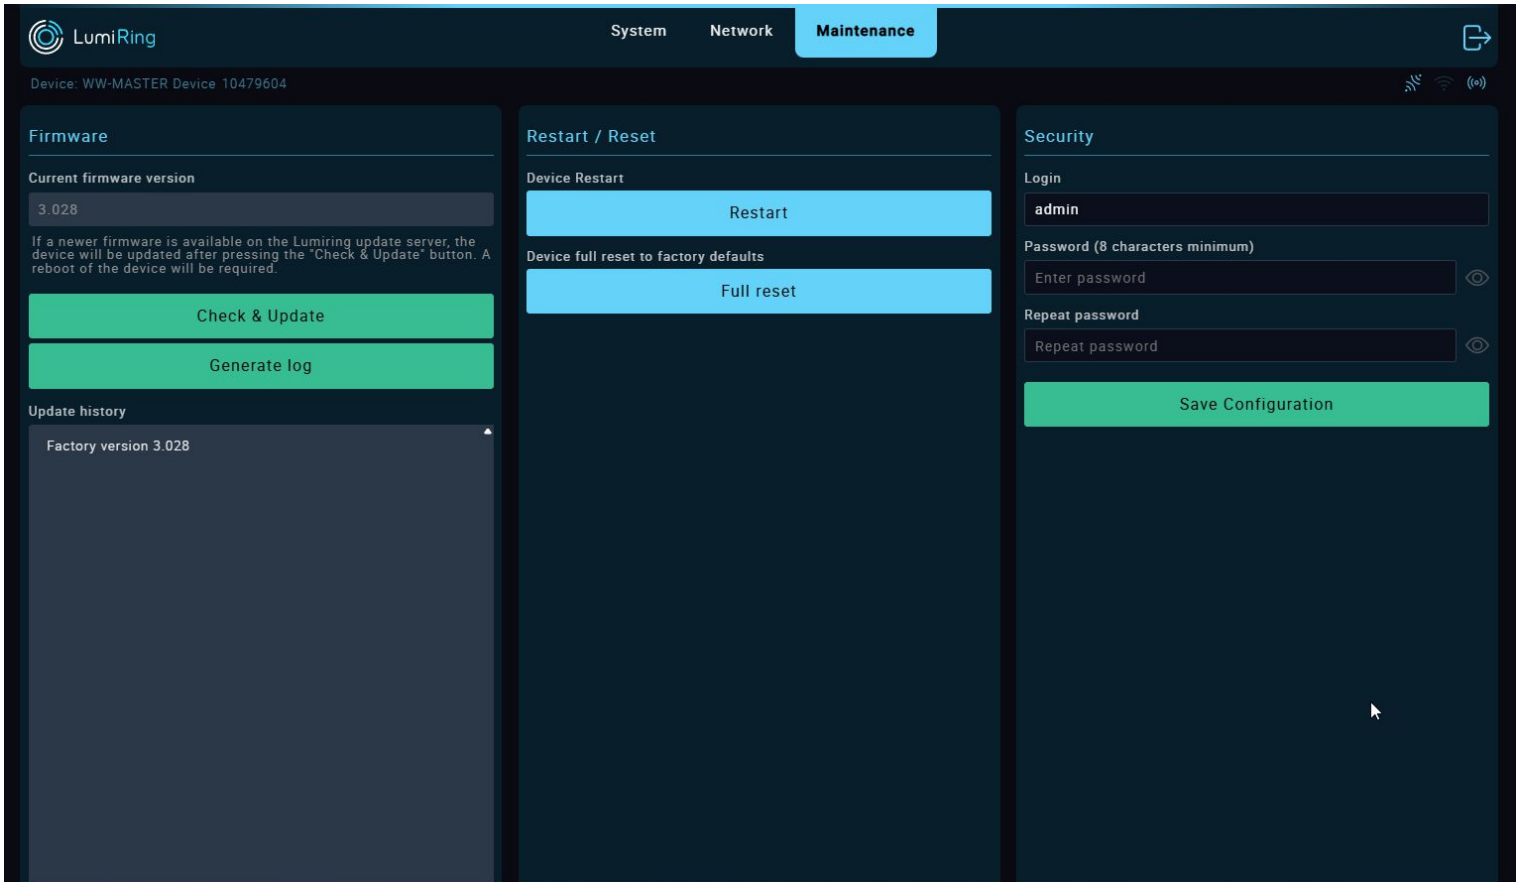 LumiRing
System
Network
Maintenance
Device: WW-MASTER Device 10479604
Firmware
Current firmware version
3.028
If a newer firmware is available on the Lumiring update server, the
device will be updated after pressing the "Check & Update" button. A
reboot of the device will be required.
Check & Update
Generate log
Update history
Factory version 3.028
Restart / Reset
Device Restart
Restart
Device full reset to factory defaults
Full reset
Security
Login
admin
Password (8 characters minimum)
Enter password
Repeat password
Repeat password
Save Configuration